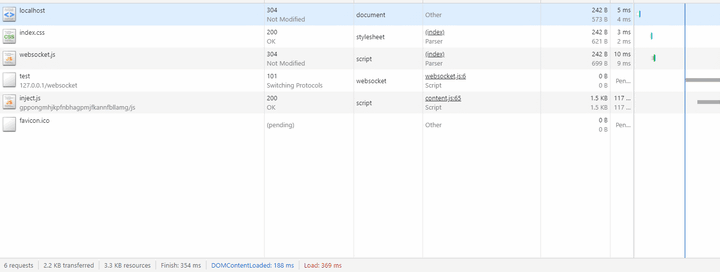 localhost 304 document Other 242 B 5 ms
Not Modified 573 B 4 ms
index.css 200 stylesheet (index) 242 B 3 ms
OK Parser 621 B 2 ms
websocket.js 304 script (index) 242 B 10 ms
Not Modified Parser 699 B 9 ms
test 101 websocket websocket.js:6 0 B Pen...
127.0.0.1/websocket Switching Protocols Script 0 B
inject.js 200 script content.js:65 1.5 KB 117 ...
gppongmhjkpfnbhagpmjfkannfbllamg/js OK Script 1.5 KB 117 ...
favicon.ico (pending) Other 0 B Pen...
0 B
6 requests 2.2 KB transferred 3.3 KB resources Finish: 354 ms DOMContentLoaded: 188 ms Load: 369 ms